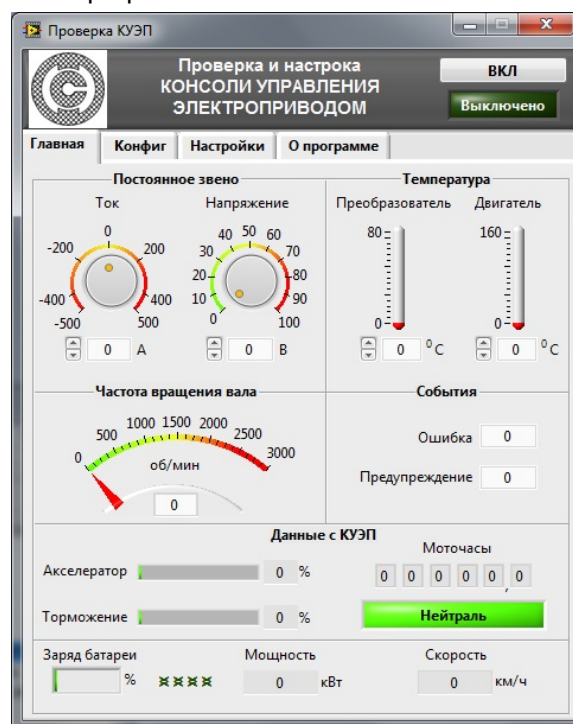 Проверка КУЭП
Проверка и настрока
КОНСОЛИ УПРАВЛЕНИЯ
ЭЛЕКТРОПРИВОДОМ
ВКЛ
Выключено
Главная Конфиг Настройки О программе
Постоянное звено
Ток Напряжение
-500 -400 -200 0 200 400 500
0 10 20 30 40 50 60 70 80 90 100
0 А 0 В
Температура
Преобразователь Двигатель
80 160
0 0
0 ⁰С 0 ⁰С
Частота вращения вала
0 500 1000 1500 2000 2500 3000
об/мин
0
События
Ошибка 0
Предупреждение 0
Данные с КУЭП
Акселератор 0 %
Торможение 0 %
Моточасы
0 0 0 0 0 , 0
Нейтраль
Заряд батареи Мощность Скорость
% 0 кВт 0 км/ч